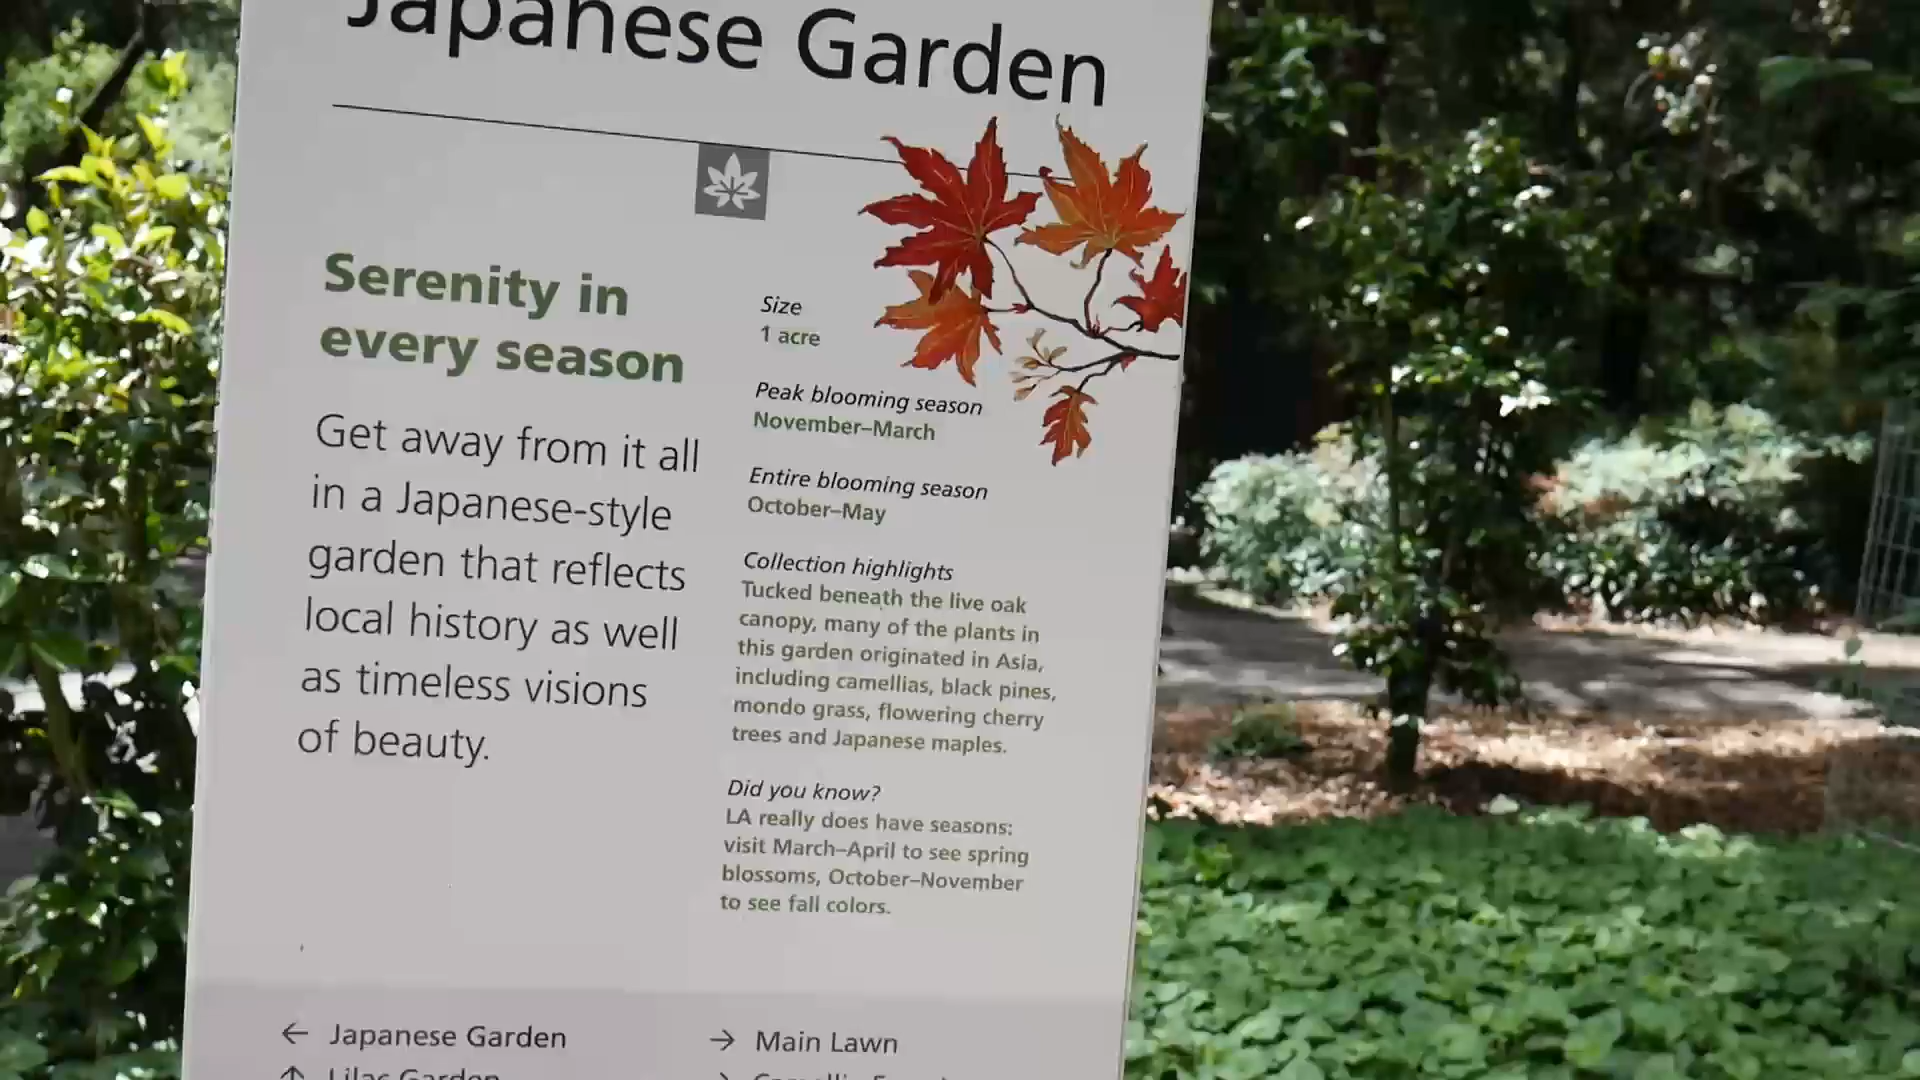 Japanese Garden
Serenity in
every season
Get away from it all
in a Japanese-style
garden that reflects
local history as well
as timeless visions
of beauty.
Size
1 acre
Peak blooming season
November–March
Entire blooming season
October–May
Collection highlights
Tucked beneath the live oak
canopy, many of the plants in
this garden originated in Asia,
including camellias, black pines,
mondo grass, flowering cherry
trees and Japanese maples.
Did you know?
LA really does have seasons:
visit March–April to see spring
blossoms, October–November
to see fall colors.
← Japanese Garden
↑ Lilac Garden
→ Main Lawn